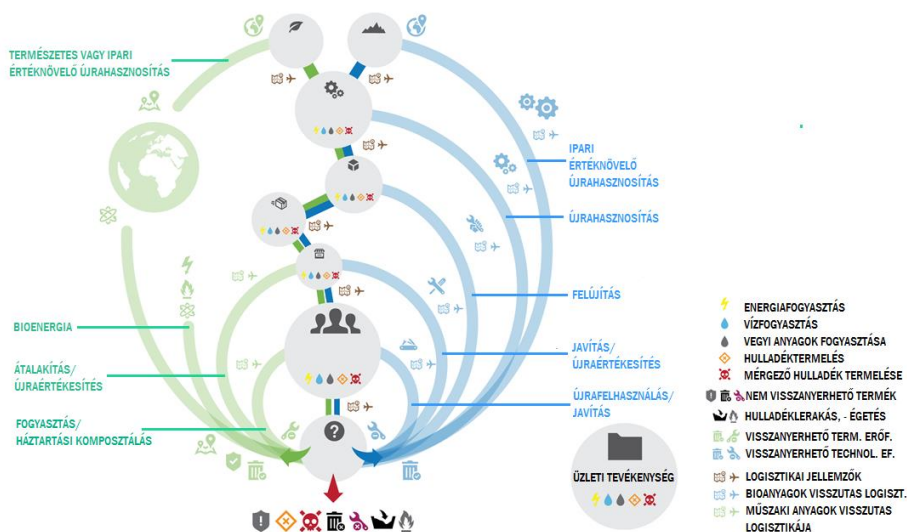 TERMÉSZETES VAGY IPARI
ÉRTÉKNÖVELŐ ÚJRAHASZNOSÍTÁS
BIOENERGIA
ÁTALAKÍTÁS/
ÚJRAÉRTÉKESÍTÉS
FOGYASZTÁS/
HÁZTARTÁSI KOMPOSZTÁLÁS
IPARI
ÉRTÉKNÖVELŐ
ÚJRAHASZNOSÍTÁS
ÚJRAHASZNOSÍTÁS
FELÚJÍTÁS
JAVÍTÁS/
ÚJRAÉRTÉKESÍTÉS
ÚJRAFELHASZNÁLÁS/
JAVÍTÁS
ÜZLETI TEVÉKENYSÉG
ENERGIAFOGYASZTÁS
VÍZFOGYASZTÁS
VEGYI ANYAGOK FOGYASZTÁSA
HULLADÉKTERMELÉS
MÉRGEZŐ HULLADÉK TERMELÉSE
NEM VISSZANYERHETŐ TERMÉK
HULLADÉKLERAKÁS, - ÉGETÉS
VISSZANYERHETŐ TERM. ERŐF.
VISSZANYERHETŐ TECHNOL. EF.
LOGISZTIKAI JELLEMZŐK
BIOANYAGOK VISSZUTAS LOGISZT.
MŰSZAKI ANYAGOK VISSZUTAS
LOGISZTIKÁJA